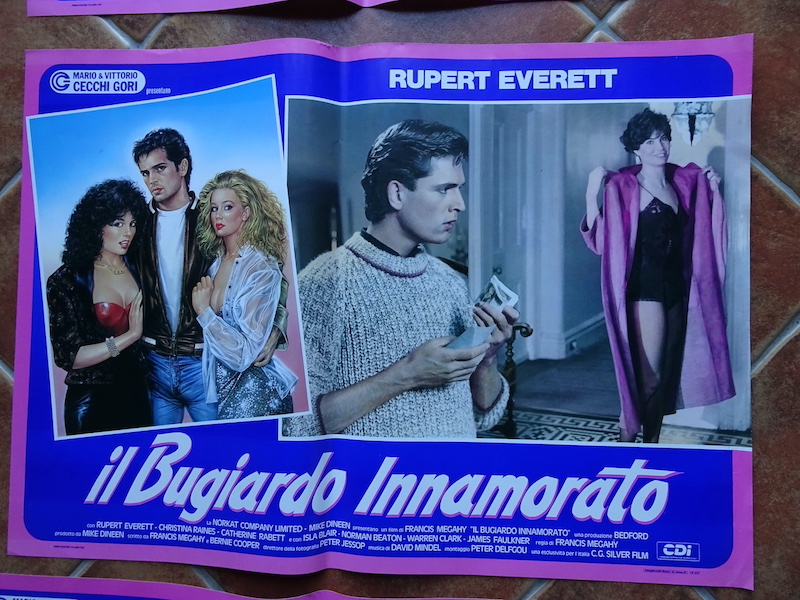 MARIO & VITTORIO
CECCHI GORI presentano
RUPERT EVERETT
il Bugiardo Innamorato
la NORKAT COMPANY LIMITED - MIKE DINEEN presentano un film di FRANCIS MEGAHY "IL BUGIARDO INNAMORATO" una produzione BEDFORD
con RUPERT EVERETT - CHRISTINA RAINES - CATHERINE RABETT e con ISLA BLAIR - NORMAN BEATON - WARREN CLARK - JAMES FAULKNER regia di FRANCIS MEGAHY
prodotto da MIKE DINEEN scritto da FRANCIS MEGAHY e BERNIE COOPER direttore della fotografia PETER JESSOP musica di DAVID MINDEL montaggio PETER DELFGOU una esclusività per l'Italia C.G. SILVER FILM
CDi